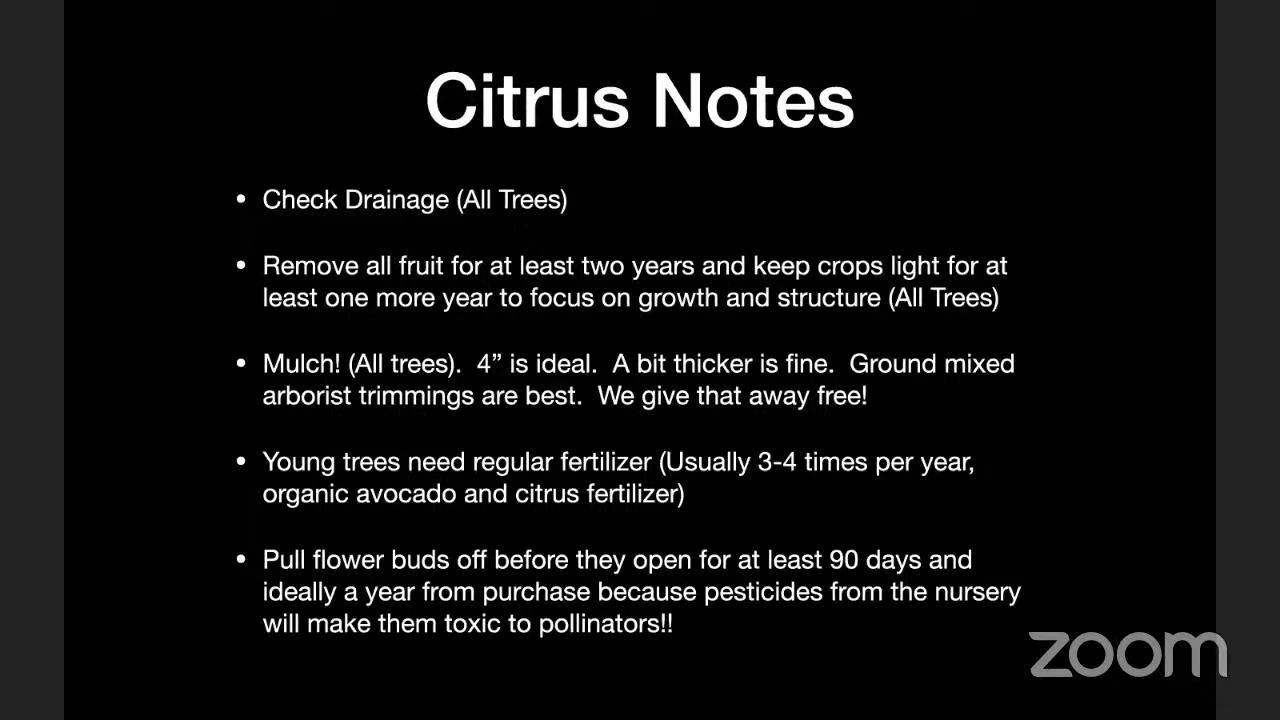 Citrus Notes
• Check Drainage (All Trees)
• Remove all fruit for at least two years and keep crops light for at
least one more year to focus on growth and structure (All Trees)
• Mulch! (All trees).  4” is ideal.  A bit thicker is fine.  Ground mixed
arborist trimmings are best.  We give that away free!
• Young trees need regular fertilizer (Usually 3-4 times per year,
organic avocado and citrus fertilizer)
• Pull flower buds off before they open for at least 90 days and
ideally a year from purchase because pesticides from the nursery
will make them toxic to pollinators!!
zoom